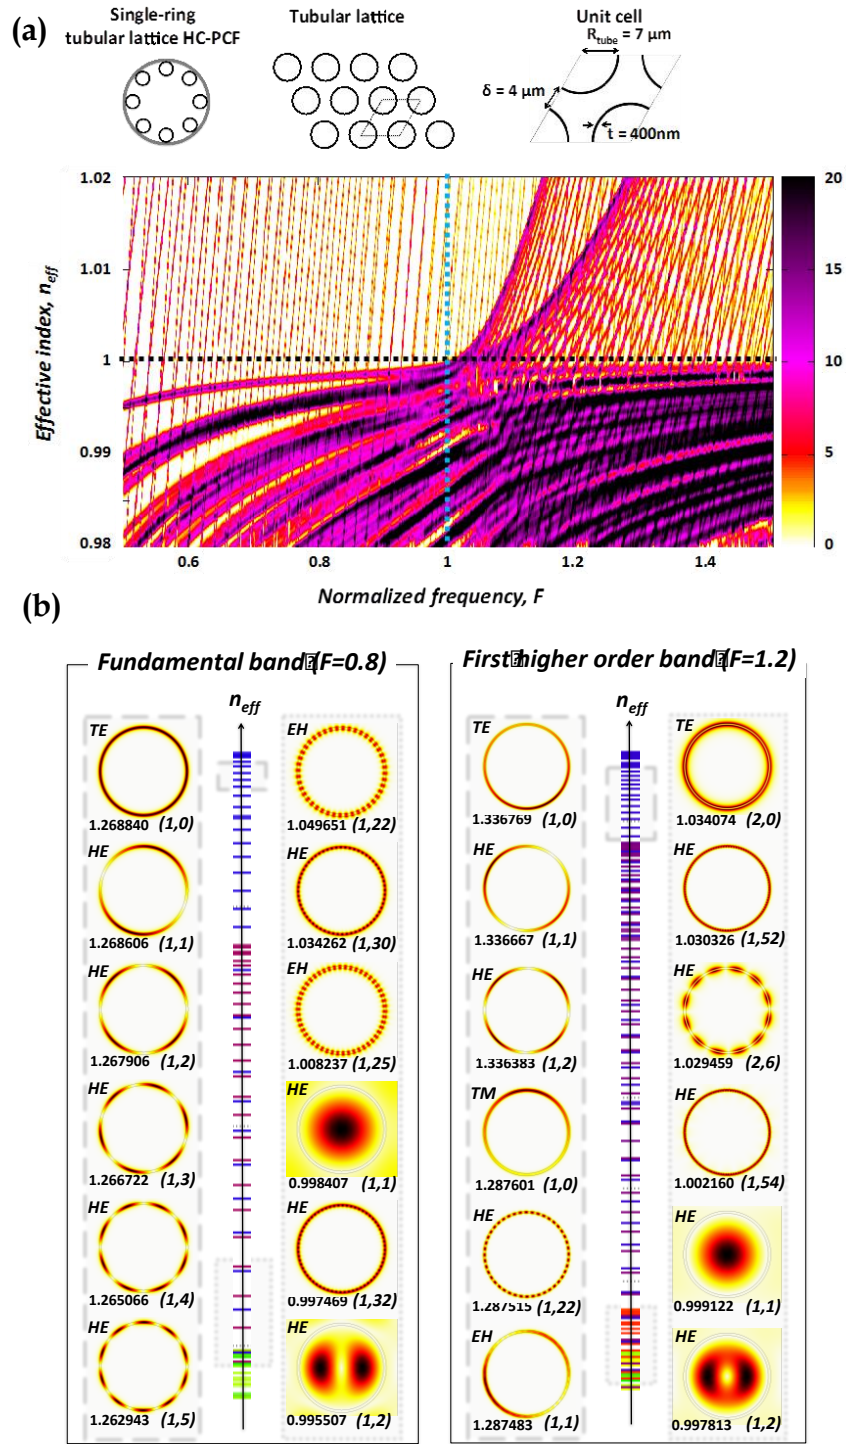 (a)
Single-ring
tubular lattice HC-PCF
Tubular lattice
Unit cell
R_tube = 7 µm
δ = 4 µm
t = 400nm
1.02
1.01
1
0.99
0.98
Effective index, n_eff
0.6
0.8
1
1.2
1.4
Normalized frequency, F
20
15
10
5
0
(b)
Fundamental band (F=0.8)
n_eff
TE
1.268840 (1,0)
HE
1.268606 (1,1)
HE
1.267906 (1,2)
HE
1.266722 (1,3)
HE
1.265066 (1,4)
HE
1.262943 (1,5)
EH
1.049651 (1,22)
HE
1.034262 (1,30)
EH
1.008237 (1,25)
HE
0.998407 (1,1)
HE
0.997469 (1,32)
HE
0.995507 (1,2)
First higher order band (F=1.2)
n_eff
TE
1.336769 (1,0)
HE
1.336667 (1,1)
HE
1.336383 (1,2)
TM
1.287601 (1,0)
HE
1.287515 (1,22)
EH
1.287483 (1,1)
TE
1.034074 (2,0)
HE
1.030326 (1,52)
HE
1.029459 (2,6)
HE
1.002160 (1,54)
HE
0.999122 (1,1)
HE
0.997813 (1,2)